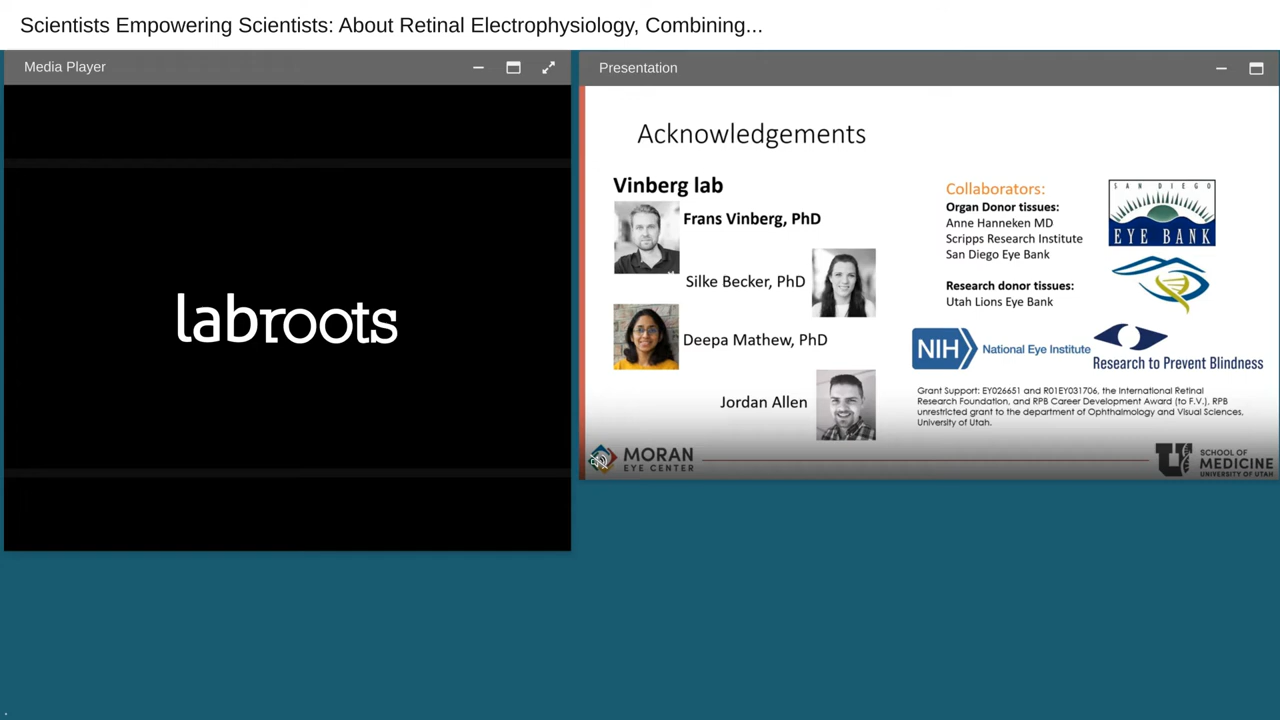 Scientists Empowering Scientists: About Retinal Electrophysiology, Combining...
Media Player
Presentation
labroots
Acknowledgements
Vinberg lab
Frans Vinberg, PhD
Silke Becker, PhD
Deepa Mathew, PhD
Jordan Allen
Collaborators:
Organ Donor tissues:
Anne Hanneken MD
Scripps Research Institute
San Diego Eye Bank
Research donor tissues:
Utah Lions Eye Bank
SAN DIEGO
EYE BANK
NIH National Eye Institute
Research to Prevent Blindness
Grant Support: EY026651 and R01EY031706, the International Retinal
Research Foundation, and RPB Career Development Award (to F.V.), RPB
unrestricted grant to the department of Ophthalmology and Visual Sciences,
University of Utah.
MORAN
EYE CENTER
U
SCHOOL OF
MEDICINE
UNIVERSITY OF UTAH